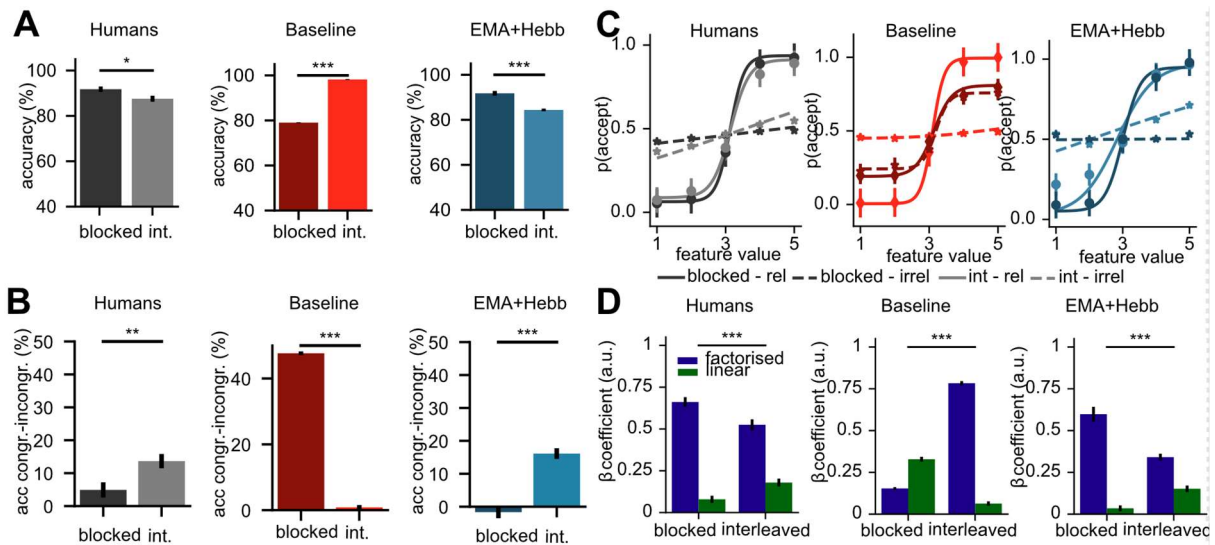 A
Humans
Baseline
EMA+Hebb
accuracy (%)
100
80
60
40
*
blocked int.
accuracy (%)
100
80
60
40
***
blocked int.
accuracy (%)
100
80
60
40
***
blocked int.
B
Humans
Baseline
EMA+Hebb
acc congr.-incongr. (%)
50
40
30
20
10
0
**
blocked int.
acc congr.-incongr. (%)
40
20
0
***
blocked int.
acc congr.-incongr. (%)
50
40
30
20
10
0
***
blocked int.
C
Humans
Baseline
EMA+Hebb
p(accept)
1.0
0.5
0.0
1 3 5
feature value
p(accept)
1.0
0.5
0.0
1 3 5
feature value
p(accept)
1.0
0.5
0.0
1 3 5
feature value
blocked - rel blocked - irrel int - rel int - irrel
D
Humans
Baseline
EMA+Hebb
β coefficient (a.u.)
1
0.75
0.5
0.25
0
***
factorised
linear
blocked interleaved
β coefficient (a.u.)
1
0.75
0.5
0.25
0
***
blocked interleaved
β coefficient (a.u.)
1
0.75
0.5
0.25
0
***
blocked interleaved